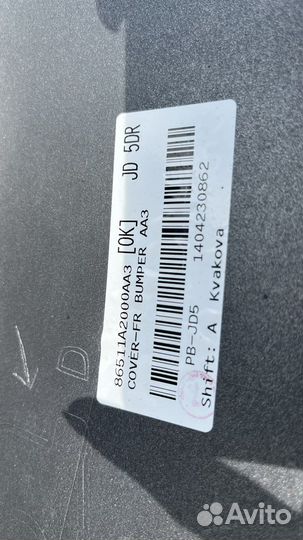 86511A2000AA3 [OK] JD 5DR
COVER-FR BUMPER AA3
PB-JD5 1404230862
Shift: A Kvakova
D
Avito